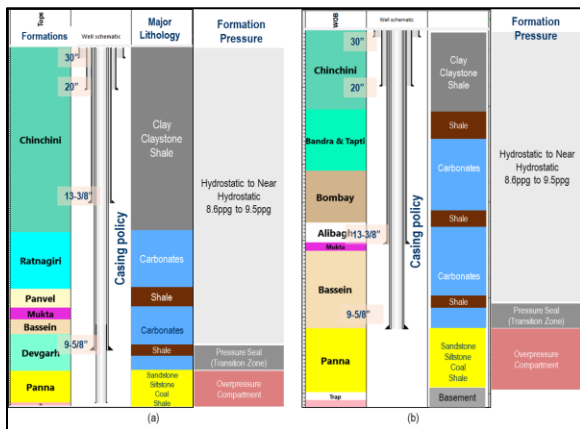 Tops
Formations
Well schematic
Major
Lithology
Formation
Pressure
30"
20"
13-3/8"
9-5/8"
Casing policy
Chinchini
Ratnagiri
Panvel
Mukta
Bassein
Devgarh
Panna
Clay
Claystone
Shale
Carbonates
Shale
Carbonates
Shale
Sandstone
Siltstone
Coal
Shale
Hydrostatic to Near
Hydrostatic
8.6ppg to 9.5ppg
Pressure Seal
(Transition Zone)
Overpressure
Compartment
(a)
WOB
Well schematic
Formation
Pressure
30"
20"
13-3/8"
9-5/8"
Casing policy
Chinchini
Bandra & Tapti
Bombay
Alibagh
Mukta
Bassein
Panna
Trap
Clay
Claystone
Shale
Shale
Carbonates
Shale
Carbonates
Shale
Sandstone
Siltstone
Coal
Shale
Basement
Hydrostatic to Near
Hydrostatic
8.6ppg to 9.5ppg
Pressure Seal
(Transition Zone)
Overpressure
Compartment
(b)